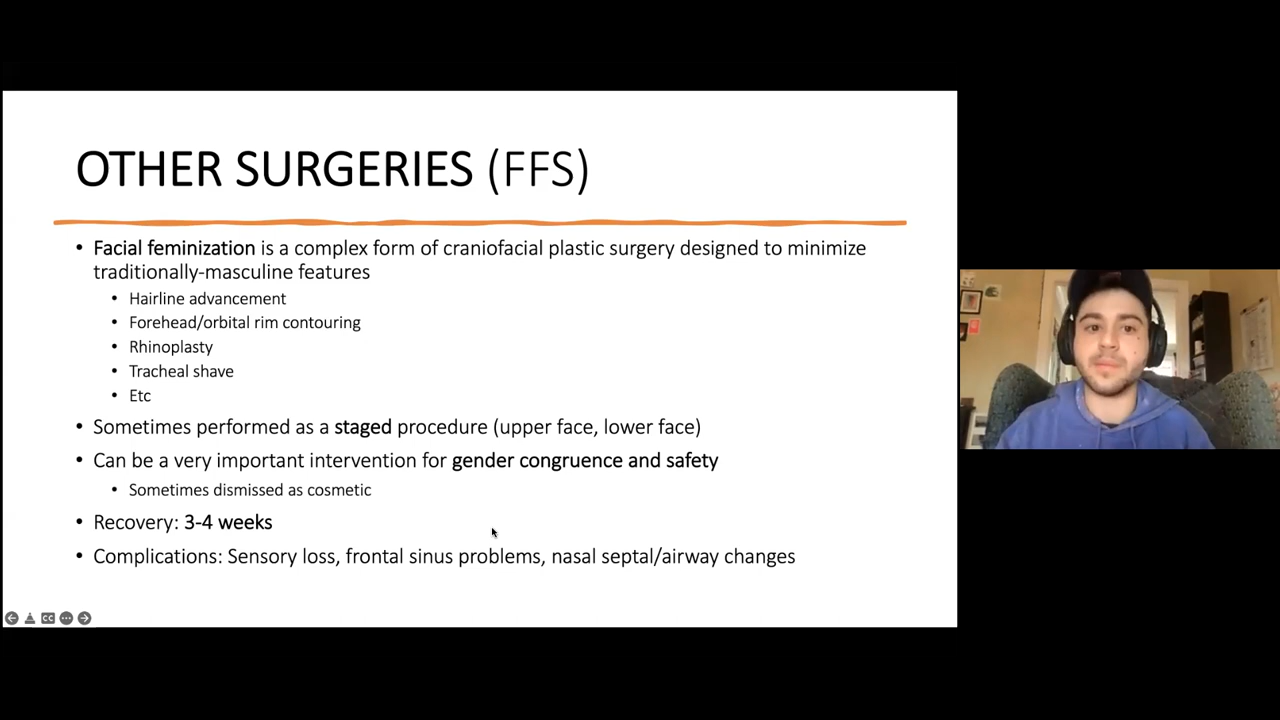 OTHER SURGERIES (FFS)
• Facial feminization is a complex form of craniofacial plastic surgery designed to minimize
traditionally-masculine features
• Hairline advancement
• Forehead/orbital rim contouring
• Rhinoplasty
• Tracheal shave
• Etc
• Sometimes performed as a staged procedure (upper face, lower face)
• Can be a very important intervention for gender congruence and safety
• Sometimes dismissed as cosmetic
• Recovery: 3-4 weeks
• Complications: Sensory loss, frontal sinus problems, nasal septal/airway changes
CC